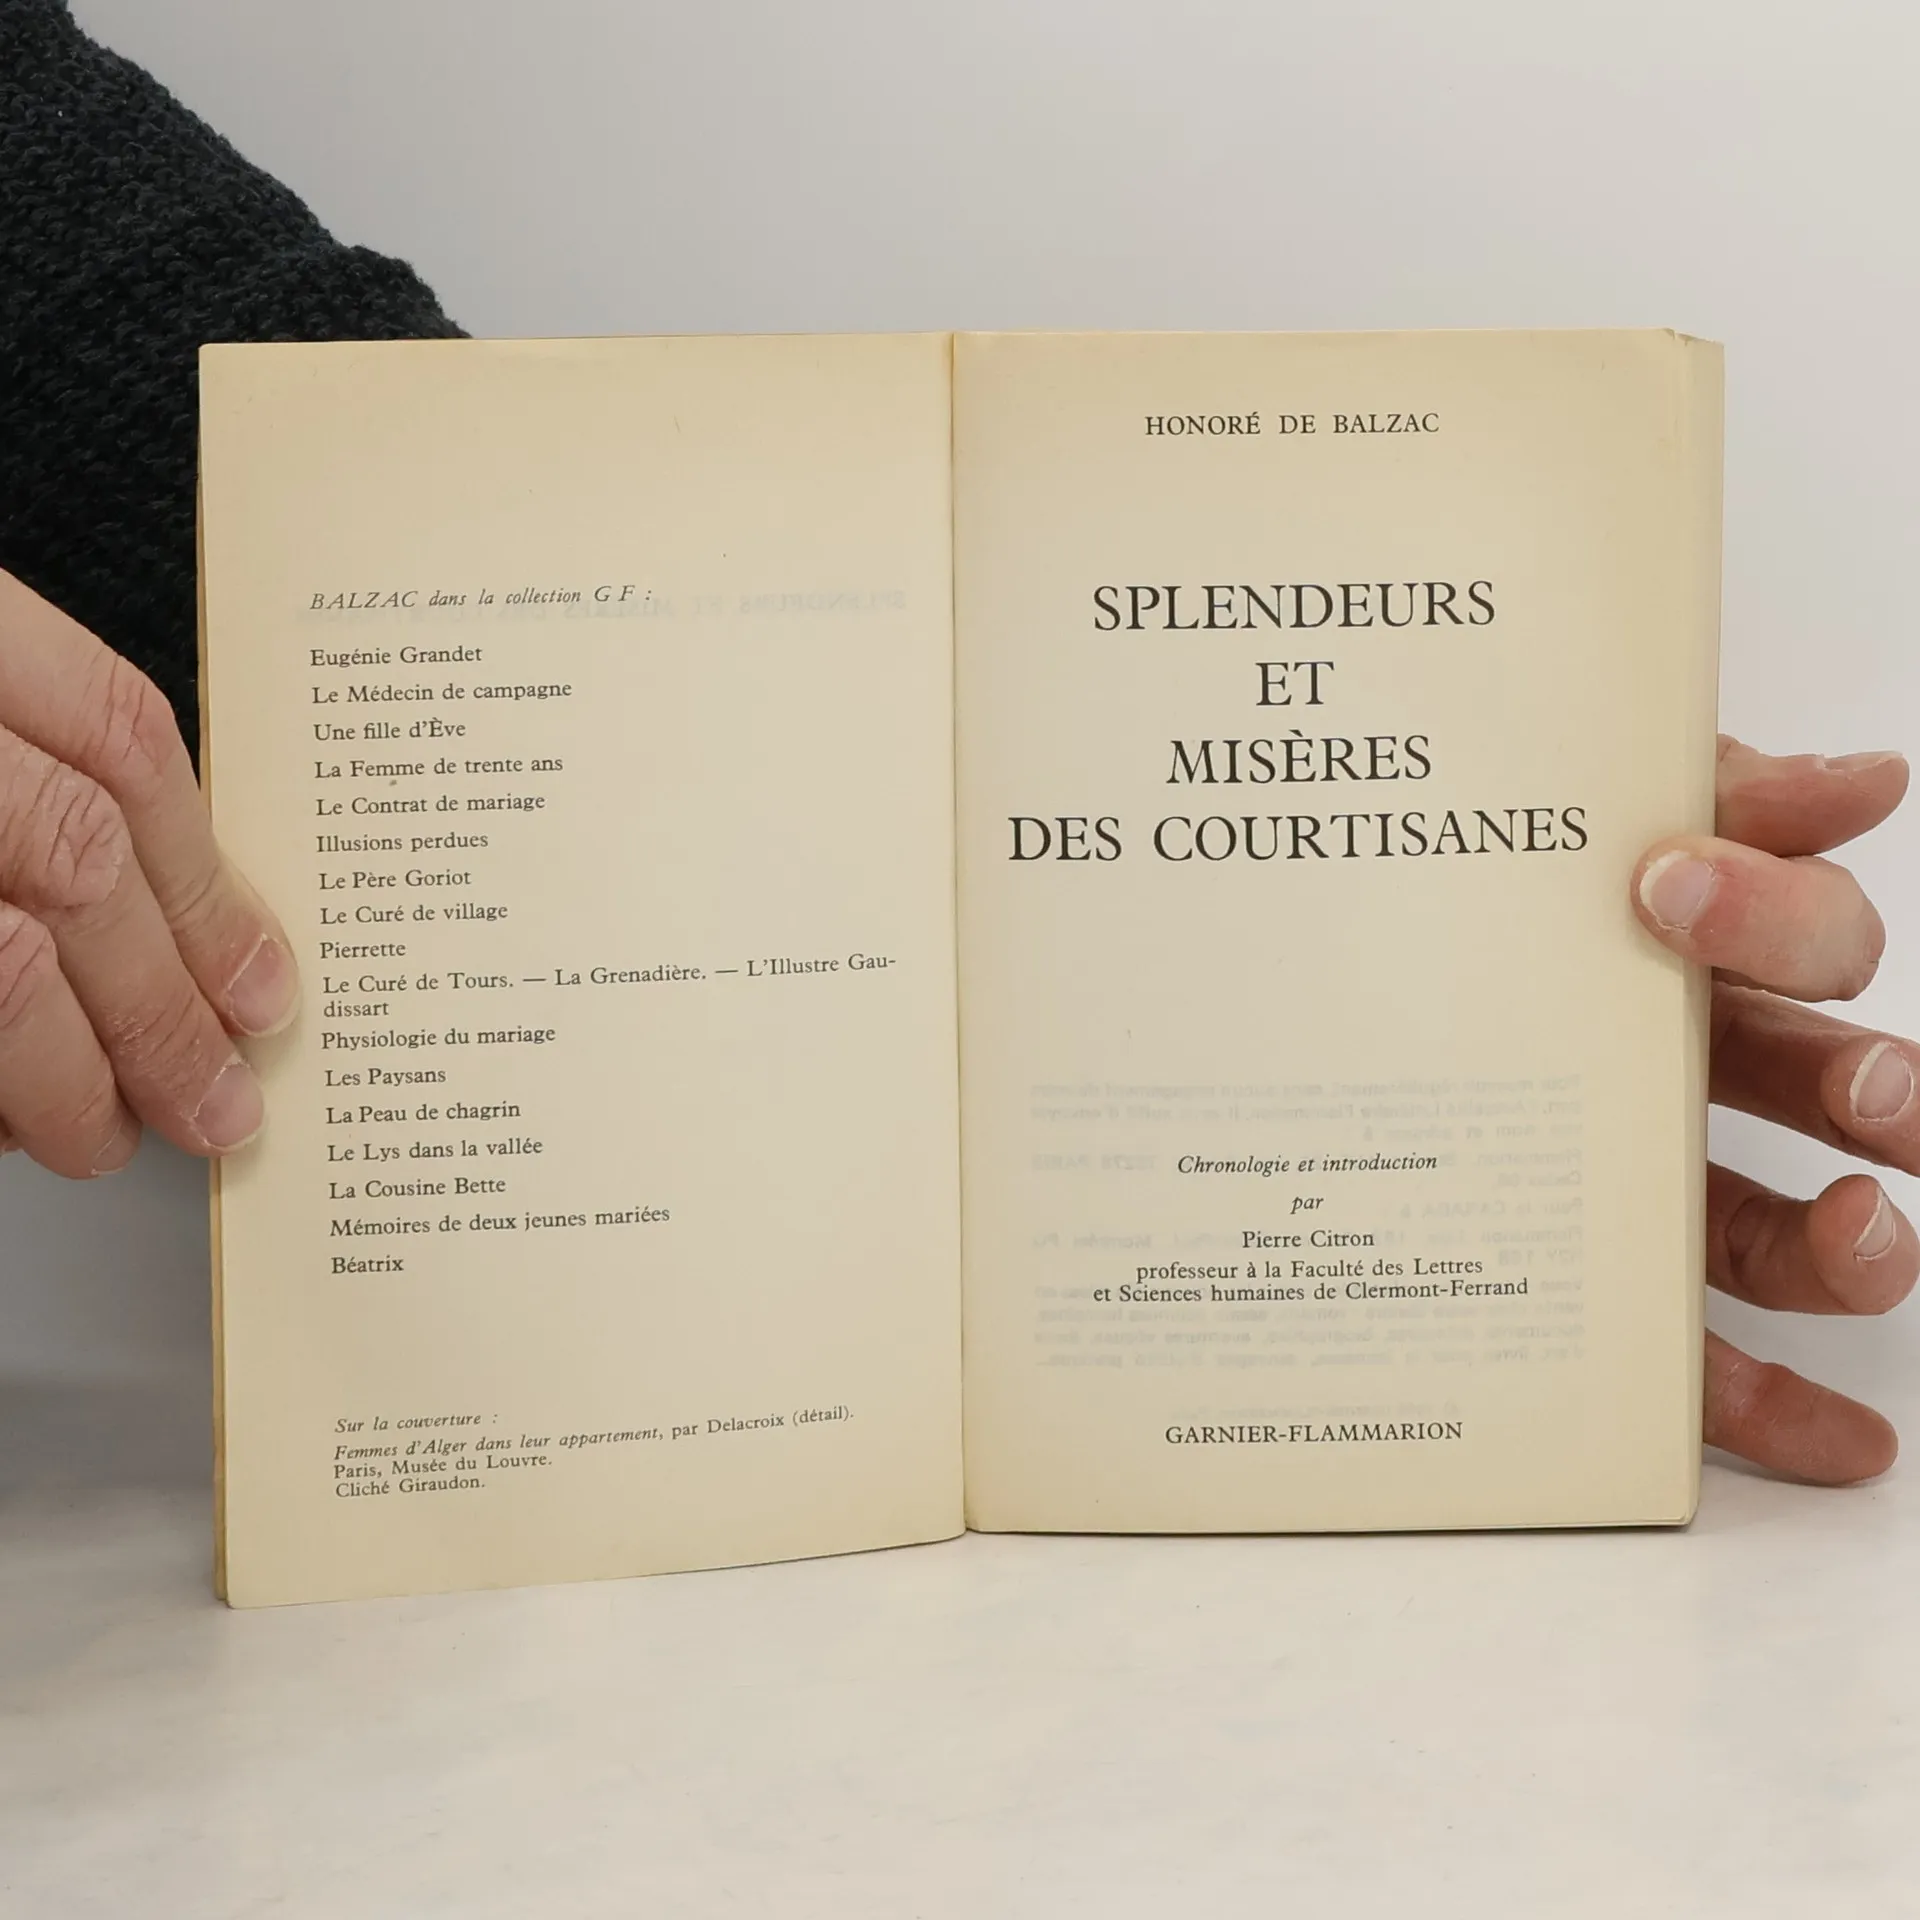 BALZAC dans la collection G F :
Eugénie Grandet
Le Médecin de campagne
Une fille d'Ève
La Femme de trente ans
Le Contrat de mariage
Illusions perdues
Le Père Goriot
Le Curé de village
Pierrette
Le Curé de Tours. — La Grenadière. — L'Illustre Gau-
dissart
Physiologie du mariage
Les Paysans
La Peau de chagrin
Le Lys dans la vallée
La Cousine Bette
Mémoires de deux jeunes mariées
Béatrix
Sur la couverture :
Femmes d'Alger dans leur appartement, par Delacroix (détail).
Paris, Musée du Louvre.
Cliché Giraudon.
HONORÉ DE BALZAC
SPLENDEURS
ET
MISÈRES
DES COURTISANES
Chronologie et introduction
par
Pierre Citron
professeur à la Faculté des Lettres
et Sciences humaines de Clermont-Ferrand
GARNIER-FLAMMARION